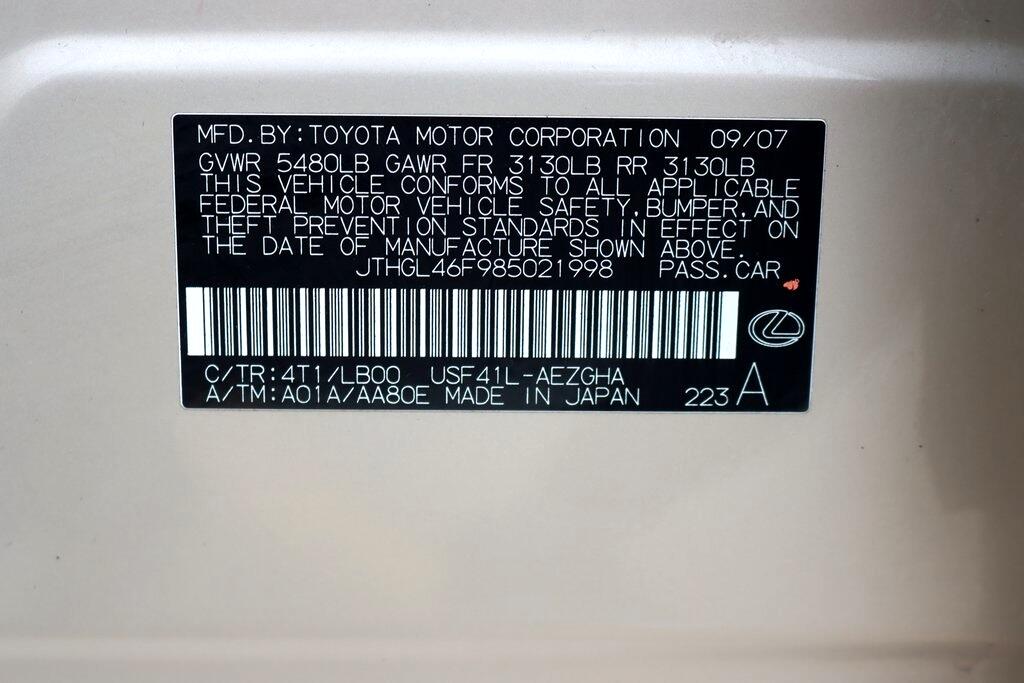 MFD.BY:TOYOTA MOTOR CORPORATION 09/07
GVWR 5480LB GAWR FR 3130LB RR 3130LB
THIS VEHICLE CONFORMS TO ALL APPLICABLE
FEDERAL MOTOR VEHICLE SAFETY,BUMPER,AND
THEFT PREVENTION STANDARDS IN EFFECT ON
THE DATE OF MANUFACTURE SHOWN ABOVE.
JTHGL46F985021998 PASS.CAR
C/TR:4T1/LB00 USF41L-AEZGHA
A/TM:A01A/AA80E MADE IN JAPAN 223 A